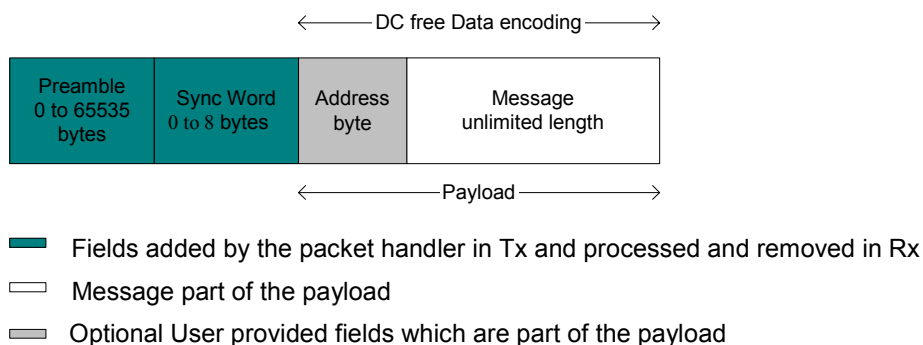 DC free Data encoding
Preamble
0 to 65535
bytes
Sync Word
0 to 8 bytes
Address
byte
Message
unlimited length
Payload
Fields added by the packet handler in Tx and processed and removed in Rx
Message part of the payload
Optional User provided fields which are part of the payload